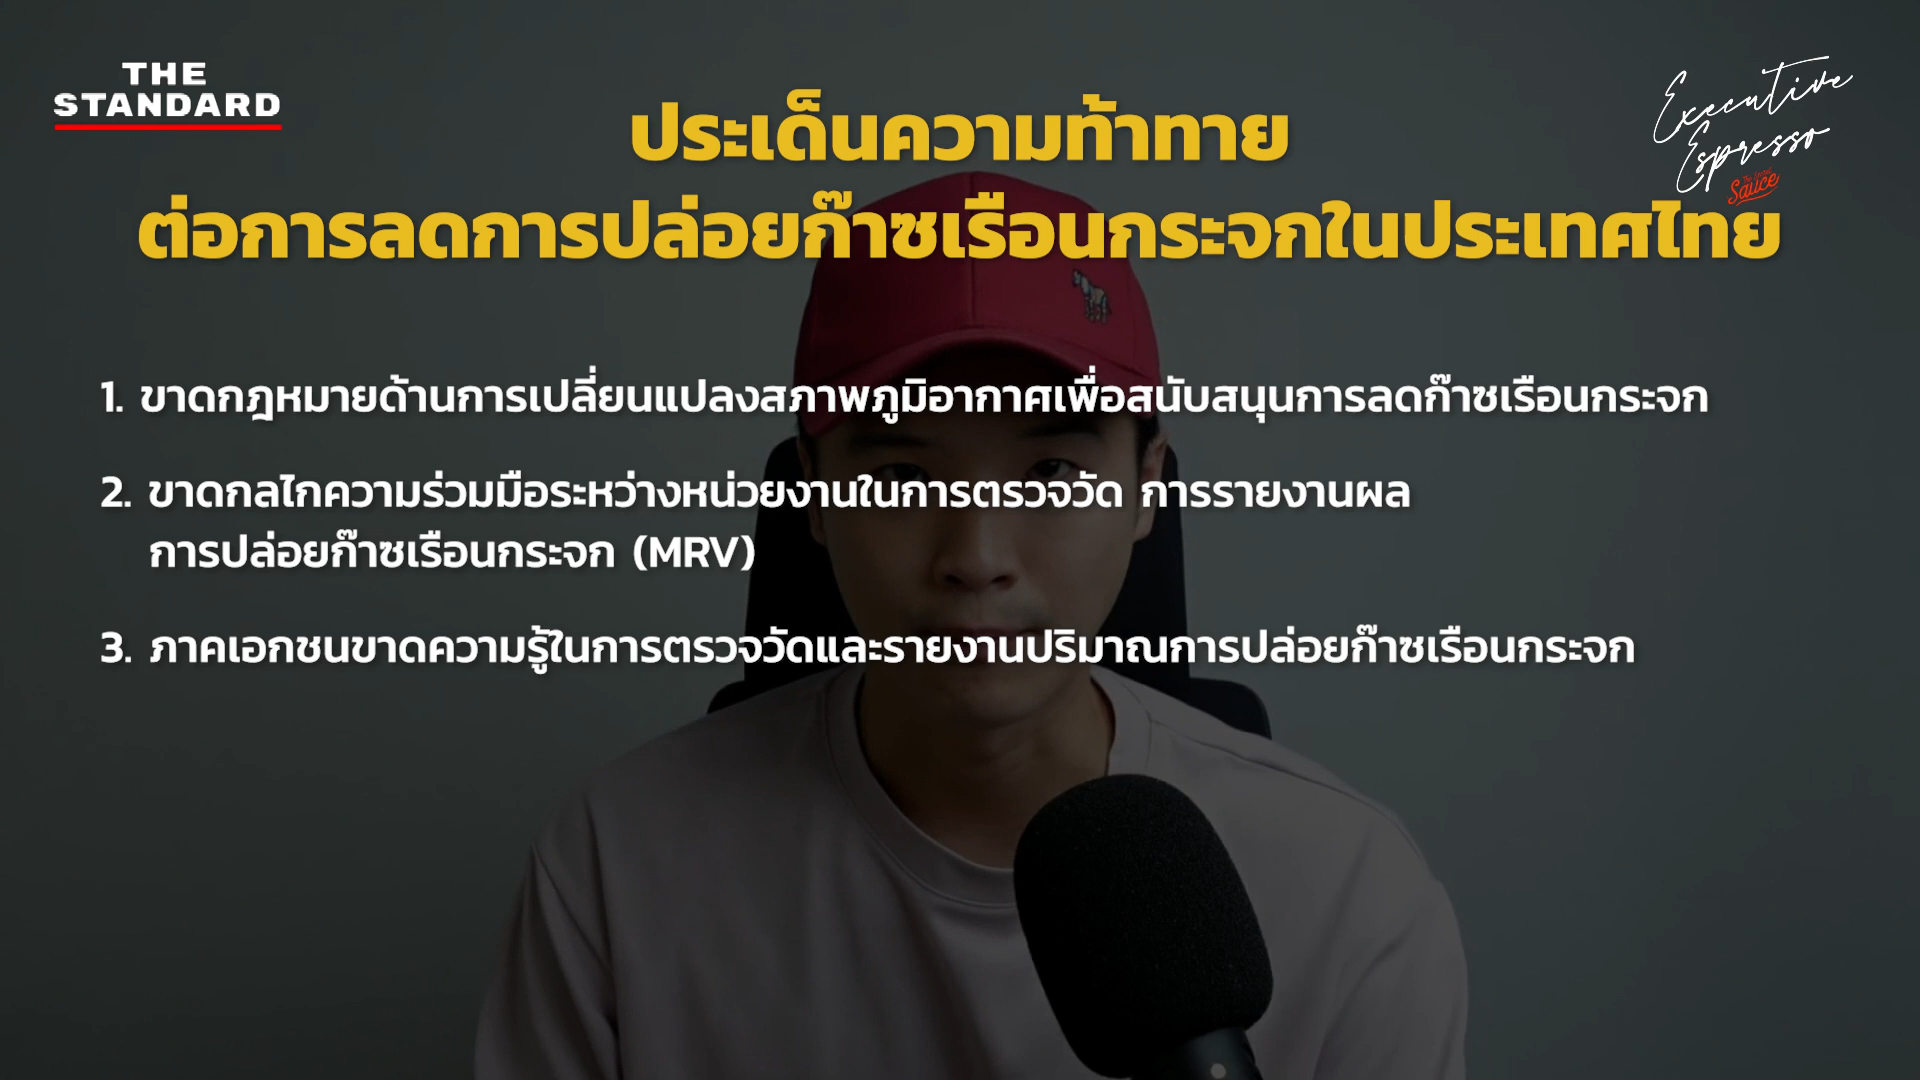 THE
STANDARD
Executive
Espresso
The Secret
Sauce
ประเด็นความท้าทาย
ต่อการลดการปล่อยก๊าซเรือนกระจกในประเทศไทย
1. ขาดกฎหมายด้านการเปลี่ยนแปลงสภาพภูมิอากาศเพื่อสนับสนุนการลดก๊าซเรือนกระจก
2. ขาดกลไกความร่วมมือระหว่างหน่วยงานในการตรวจวัด การรายงานผล
การปล่อยก๊าซเรือนกระจก (MRV)
3. ภาคเอกชนขาดความรู้ในการตรวจวัดและรายงานปริมาณการปล่อยก๊าซเรือนกระจก